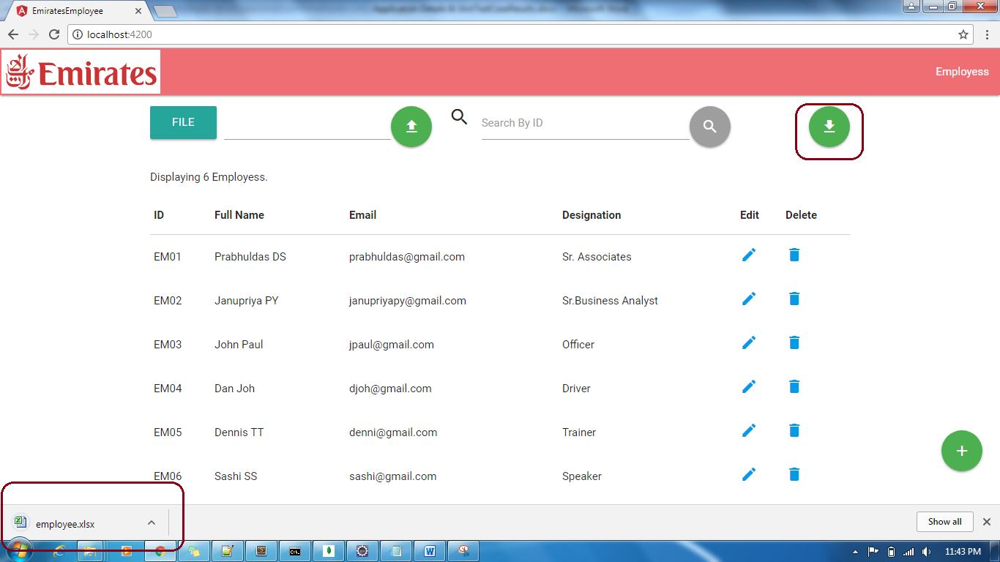 EmiratesEmployee
localhost:4200
Emirates
Employess
FILE
Search By ID
Displaying 6 Employess.
ID Full Name Email Designation Edit Delete
EM01 Prabhuldas DS prabhuldas@gmail.com Sr. Associates
EM02 Janupriya PY janupriyapy@gmail.com Sr.Business Analyst
EM03 John Paul jpaul@gmail.com Officer
EM04 Dan Joh djoh@gmail.com Driver
EM05 Dennis TT denni@gmail.com Trainer
EM06 Sashi SS sashi@gmail.com Speaker
employee.xlsx
Show all
11:43 PM